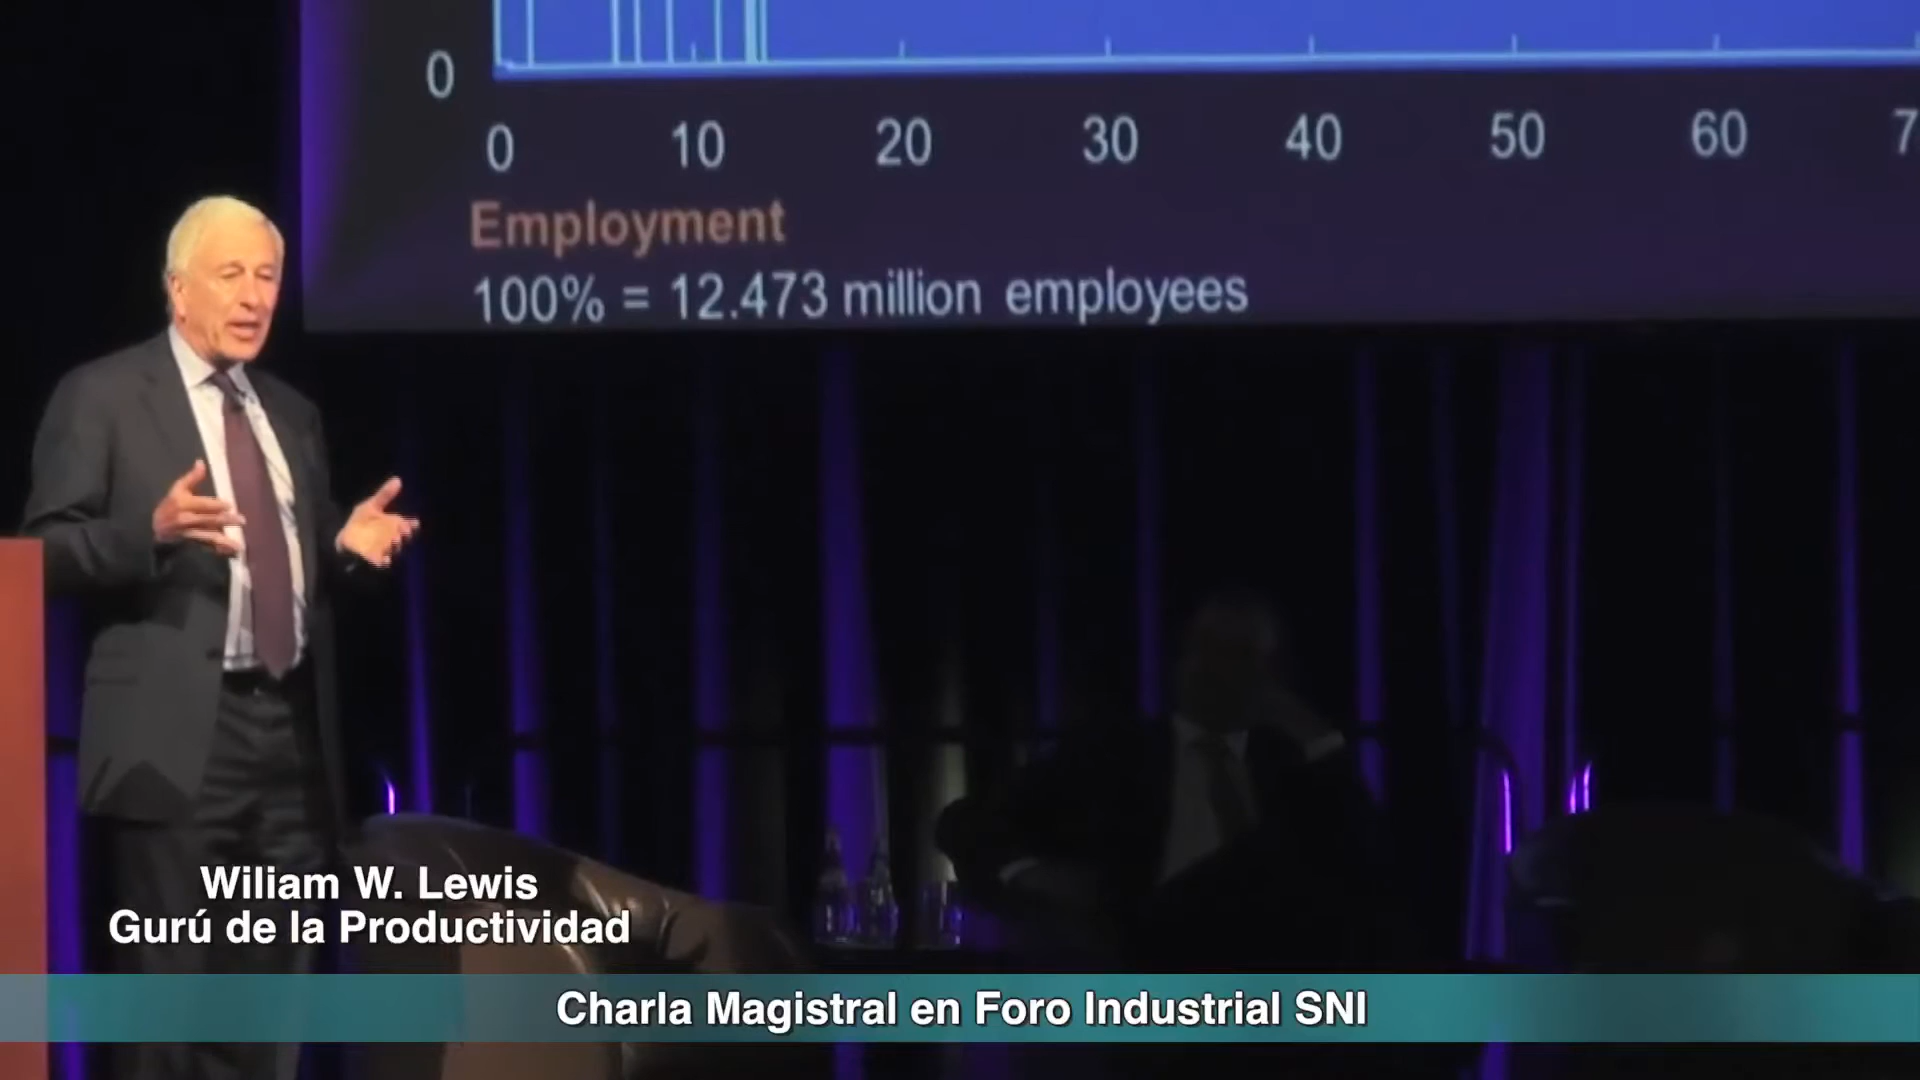 0
0 10 20 30 40 50 60 7
Employment
100% = 12.473 million employees
Wiliam W. Lewis
Gurú de la Productividad
Charla Magistral en Foro Industrial SNI